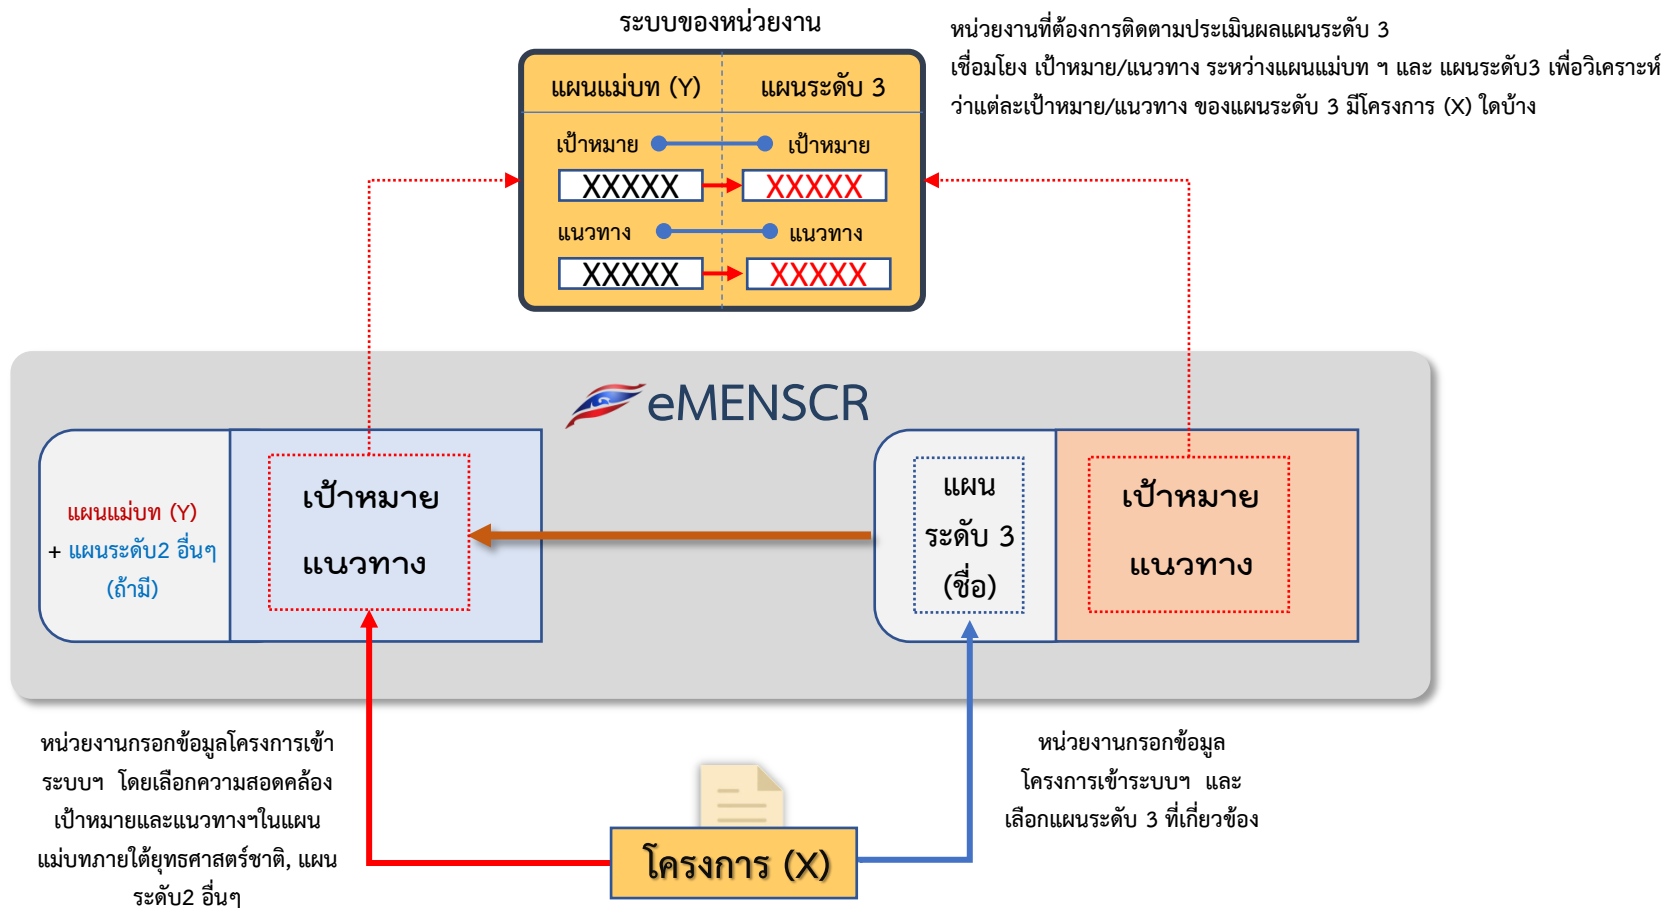 ระบบของหน่วยงาน
หน่วยงานที่ต้องการติดตามประเมินผลแผนระดับ 3
เชื่อมโยง เป้าหมาย/แนวทาง ระหว่างแผนแม่บท ฯ และ แผนระดับ3 เพื่อวิเคราะห์
ว่าแต่ละเป้าหมาย/แนวทาง ของแผนระดับ 3 มีโครงการ (X) ใดบ้าง
แผนแม่บท (Y) แผนระดับ 3
เป้าหมาย เป้าหมาย
XXXXX XXXXX
แนวทาง แนวทาง
XXXXX XXXXX
eMENSCR
แผนแม่บท (Y)
+ แผนระดับ2 อื่นๆ
(ถ้ามี)
เป้าหมาย
แนวทาง
แผน
ระดับ 3
(ชื่อ)
เป้าหมาย
แนวทาง
หน่วยงานกรอกข้อมูลโครงการเข้า
ระบบฯ โดยเลือกความสอดคล้อง
เป้าหมายและแนวทางฯในแผน
แม่บทภายใต้ยุทธศาสตร์ชาติ, แผน
ระดับ2 อื่นๆ
โครงการ (X)
หน่วยงานกรอกข้อมูล
โครงการเข้าระบบฯ และ
เลือกแผนระดับ 3 ที่เกี่ยวข้อง